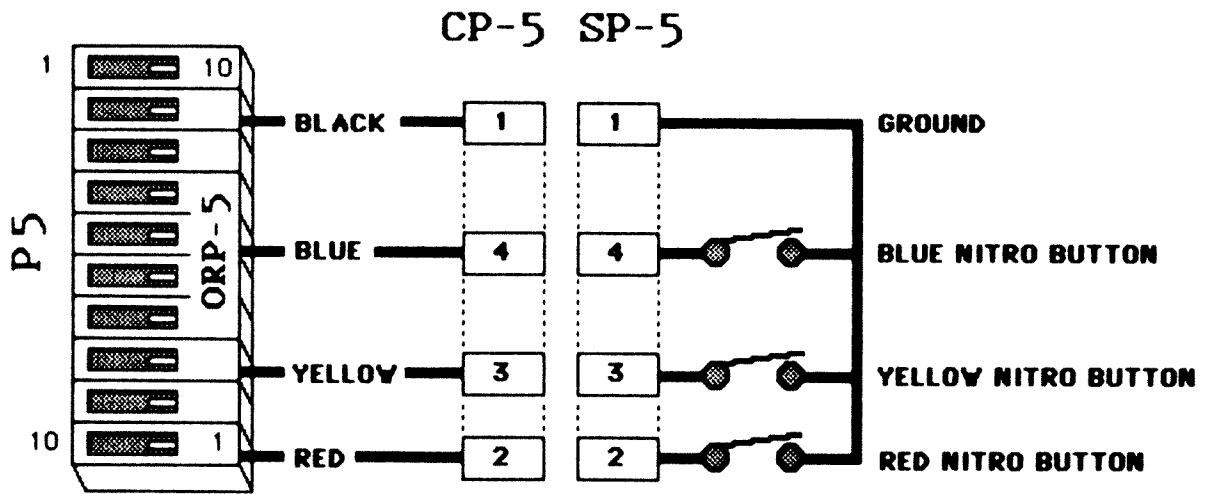 CP-5 SP-5
1 10
BLACK 1 1 GROUND
P5
ORP-5
BLUE 4 4 BLUE NITRO BUTTON
YELLOW 3 3 YELLOW NITRO BUTTON
10 1
RED 2 2 RED NITRO BUTTON